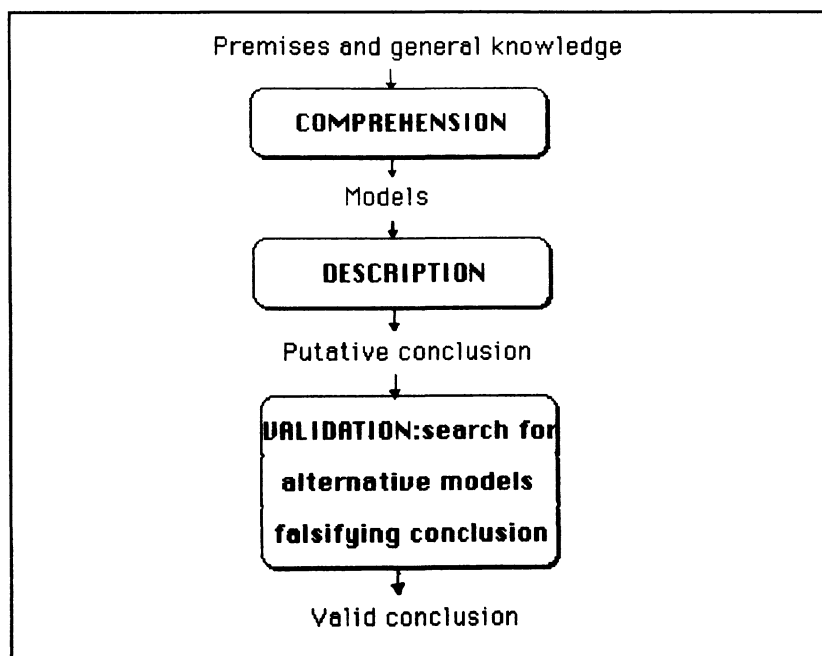 Premises and general knowledge
COMPREHENSION
Models
DESCRIPTION
Putative conclusion
VALIDATION:search for
alternative models
falsifying conclusion
Valid conclusion